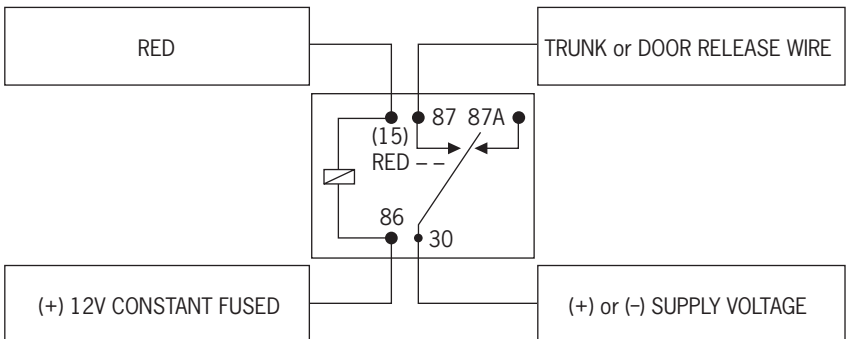 RED
TRUNK or DOOR RELEASE WIRE
87 87A
(15)
RED – –
86
30
(+) 12V CONSTANT FUSED
(+) or (–) SUPPLY VOLTAGE